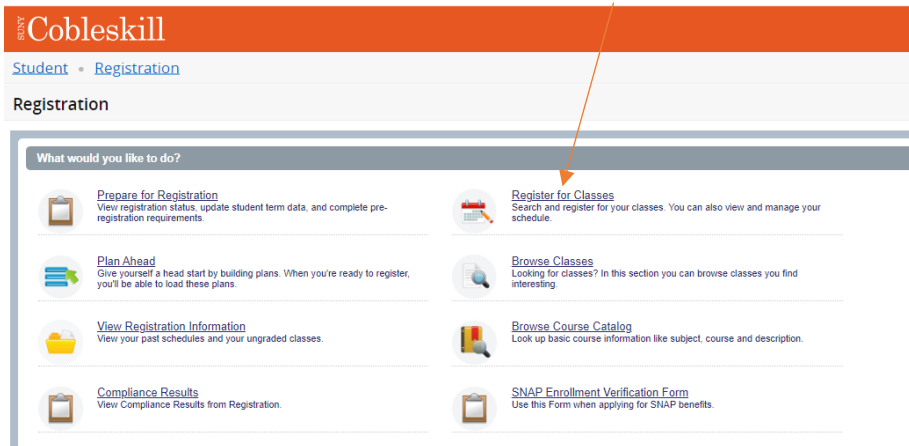 SUNY Cobleskill
Student • Registration
Registration
What would you like to do?
Prepare for Registration
View registration status, update student term data, and complete pre-
registration requirements.
Register for Classes
Search and register for your classes. You can also view and manage your
schedule.
Plan Ahead
Give yourself a head start by building plans. When you're ready to register,
you'll be able to load these plans.
Browse Classes
Looking for classes? In this section you can browse classes you find
interesting.
View Registration Information
View your past schedules and your ungraded classes.
Browse Course Catalog
Look up basic course information like subject, course and description.
Compliance Results
View Compliance Results from Registration.
SNAP Enrollment Verification Form
Use this Form when applying for SNAP benefits.